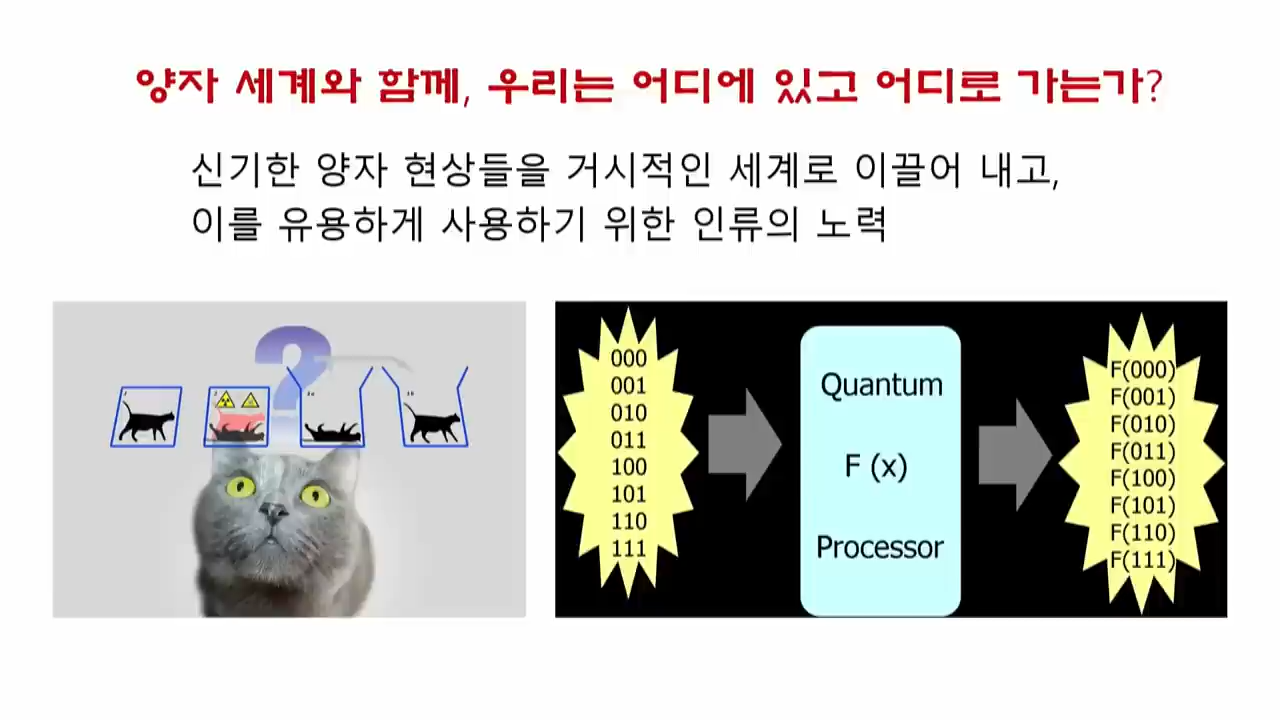 양자 세계와 함께, 우리는 어디에 있고 어디로 가는가?
신기한 양자 현상들을 거시적인 세계로 이끌어 내고,
이를 유용하게 사용하기 위한 인류의 노력
?
000
001
010
011
100
101
110
111
Quantum
F (x)
Processor
F(000)
F(001)
F(010)
F(011)
F(100)
F(101)
F(110)
F(111)